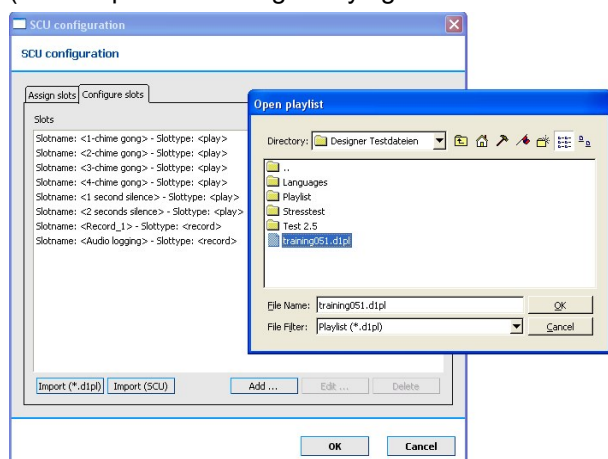 SCU configuration
SCU configuration
Assign slots Configure slots
Slots
Slotname: <1-chime gong> - Slottype: <play>
Slotname: <2-chime gong> - Slottype: <play>
Slotname: <3-chime gong> - Slottype: <play>
Slotname: <4-chime gong> - Slottype: <play>
Slotname: <1 second silence> - Slottype: <play>
Slotname: <2 seconds silence> - Slottype: <play>
Slotname: <Record_1> - Slottype: <record>
Slotname: <Audio logging> - Slottype: <record>
Import (*.d1pl) Import (SCU) Add ... Edit ... Delete
OK Cancel
Open playlist
Directory: Designer Testdateien
..
Languages
Playlist
Stresstest
Test 2.5
training051.d1pl
File Name: training051.d1pl OK
File Filter: Playlist (*.d1pl) Cancel